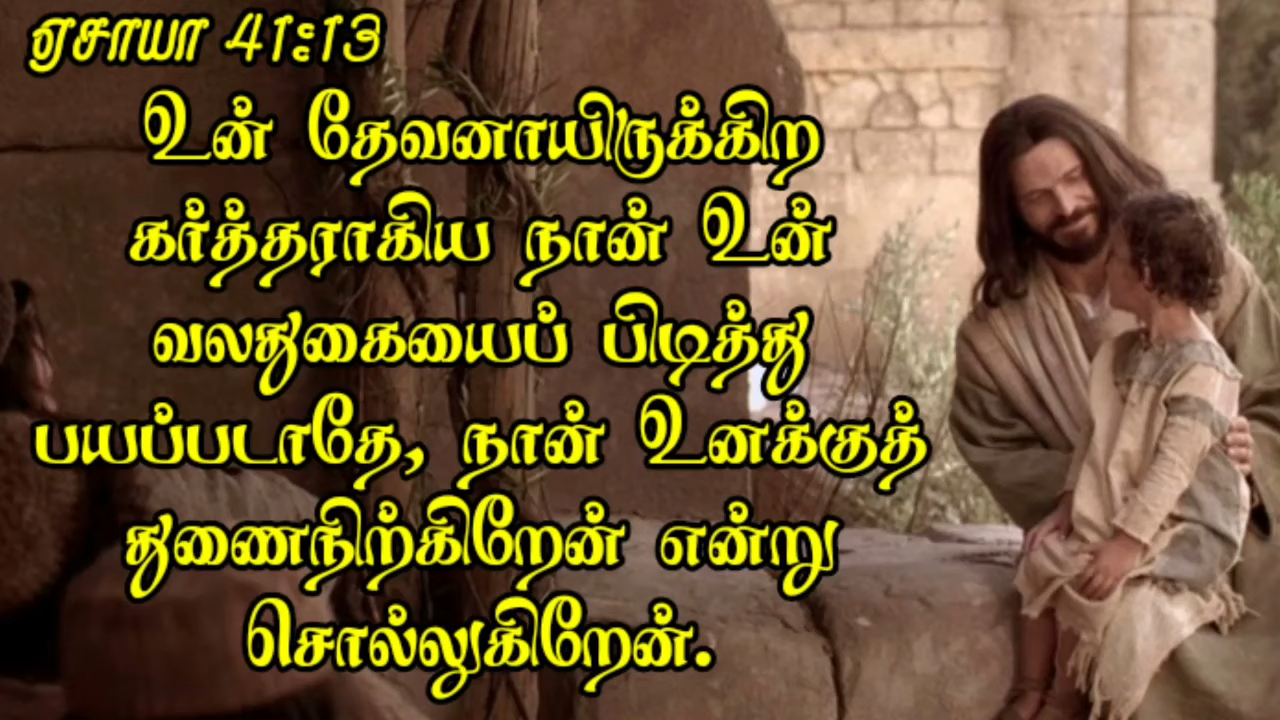 ஏசாயா 41:13
உன் தேவனாயிருக்கிற
கர்த்தராகிய நான் உன்
வலதுகையைப் பிடித்து
பயப்படாதே, நான் உனக்குத்
துணைநிற்கிறேன் என்று
சொல்லுகிறேன்.